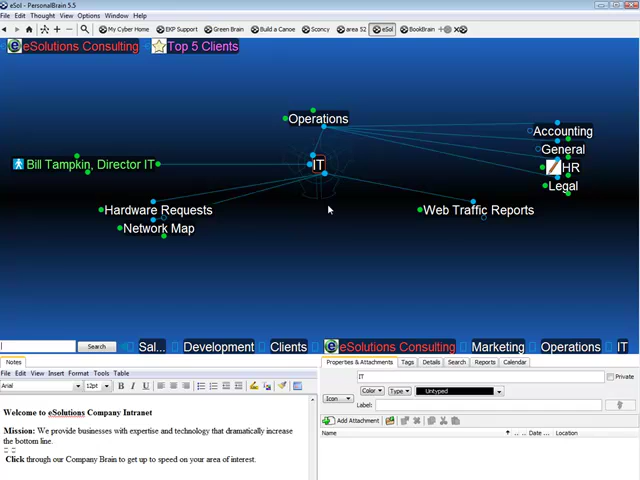 eSol - PersonalBrain 5.5
File Edit View Options Window Help
My Cyber Home EKP Support Green Brain Build a Canoe Sconcy area 52 eSol BookBrain
eSolutions Consulting Top 5 Clients
Operations
Accounting
General
HR
Legal
Bill Tampkin, Director IT
IT
Hardware Requests
Network Map
Web Traffic Reports
Search
Sal... Development Clients eSolutions Consulting Marketing Operations IT
Notes
File Edit View Insert Format Tools Table
Arial 12pt B I U
Welcome to eSolutions Company Intranet
Mission: We provide businesses with expertise and technology that dramatically increase
the bottom line.
Click through our Company Brain to get up to speed on your area of interest.
Properties & Attachments Tags Details Search Reports Calendar
IT Private
Icon Color Type Untyped
Label:
Add Attachment
Name .. D.. Location